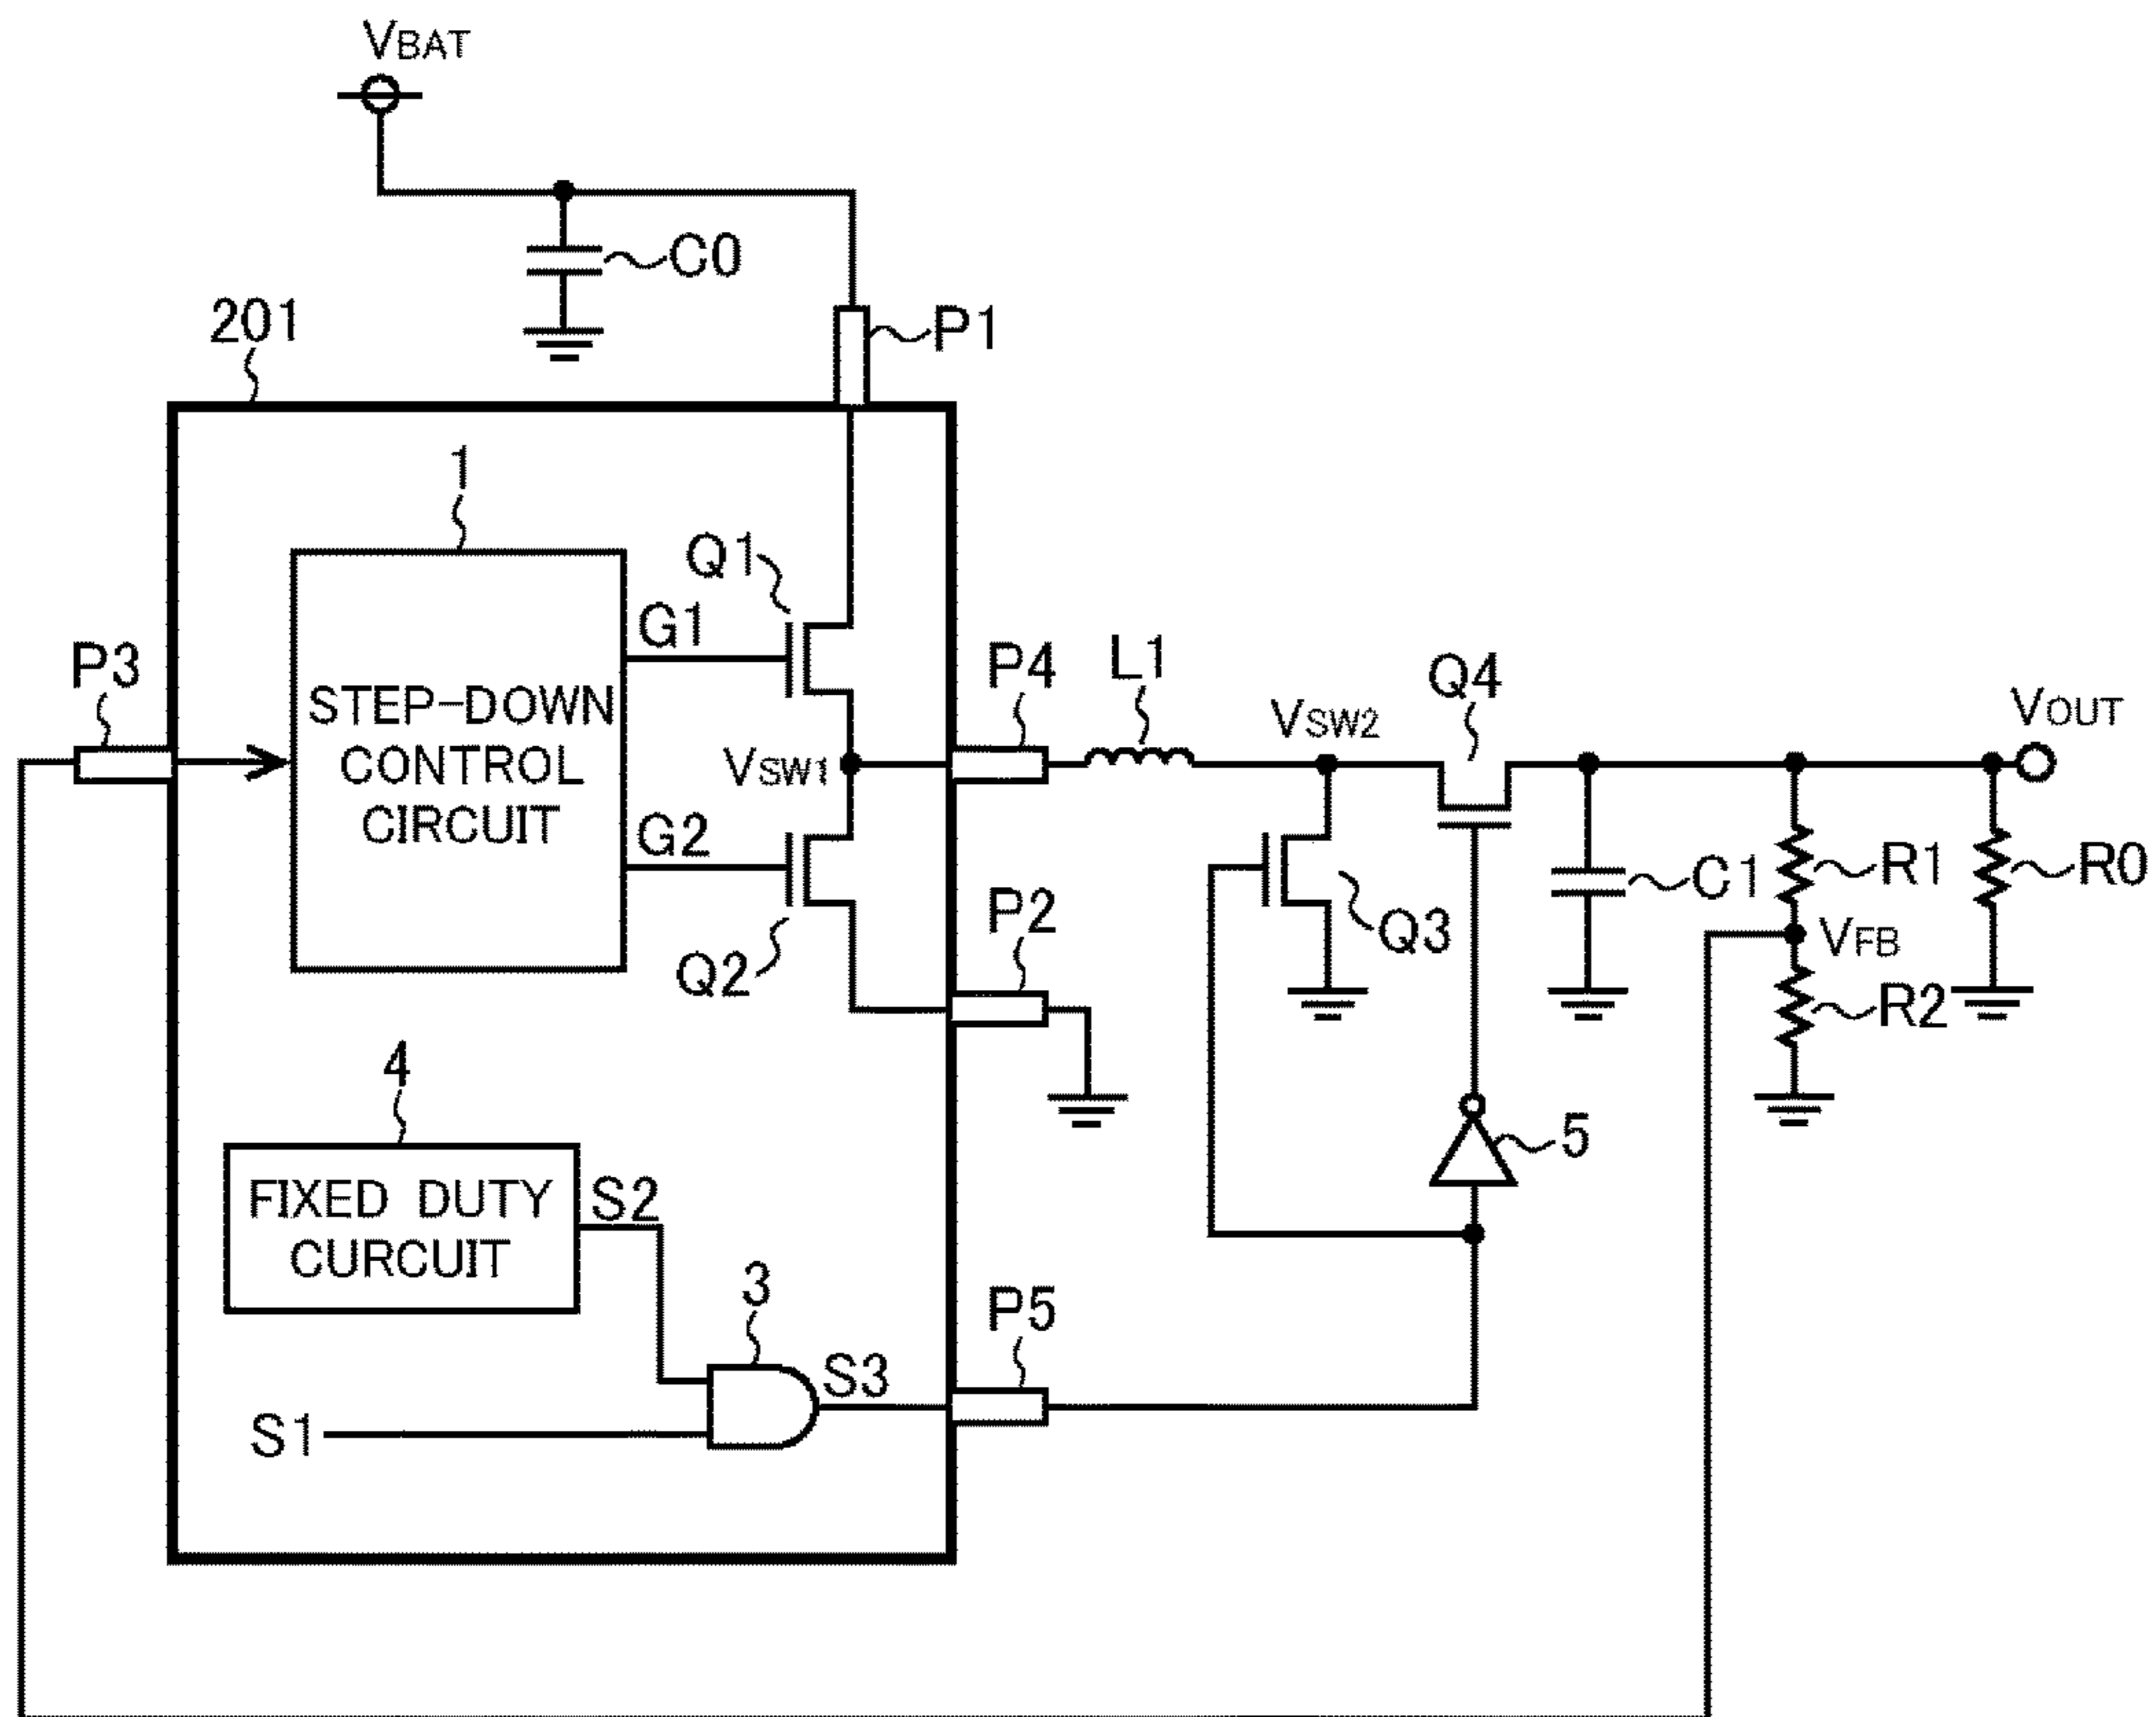 VBAT
C0
201
P1
1
Q1
G1
P3
STEP-DOWN
CONTROL
CIRCUIT
P4
L1
Q4
VSW2
VOUT
VSW1
G2
R1
R0
C1
P2
Q3
VFB
Q2
R2
4
5
FIXED DUTY
CURCUIT
S2
3
P5
S3
S1